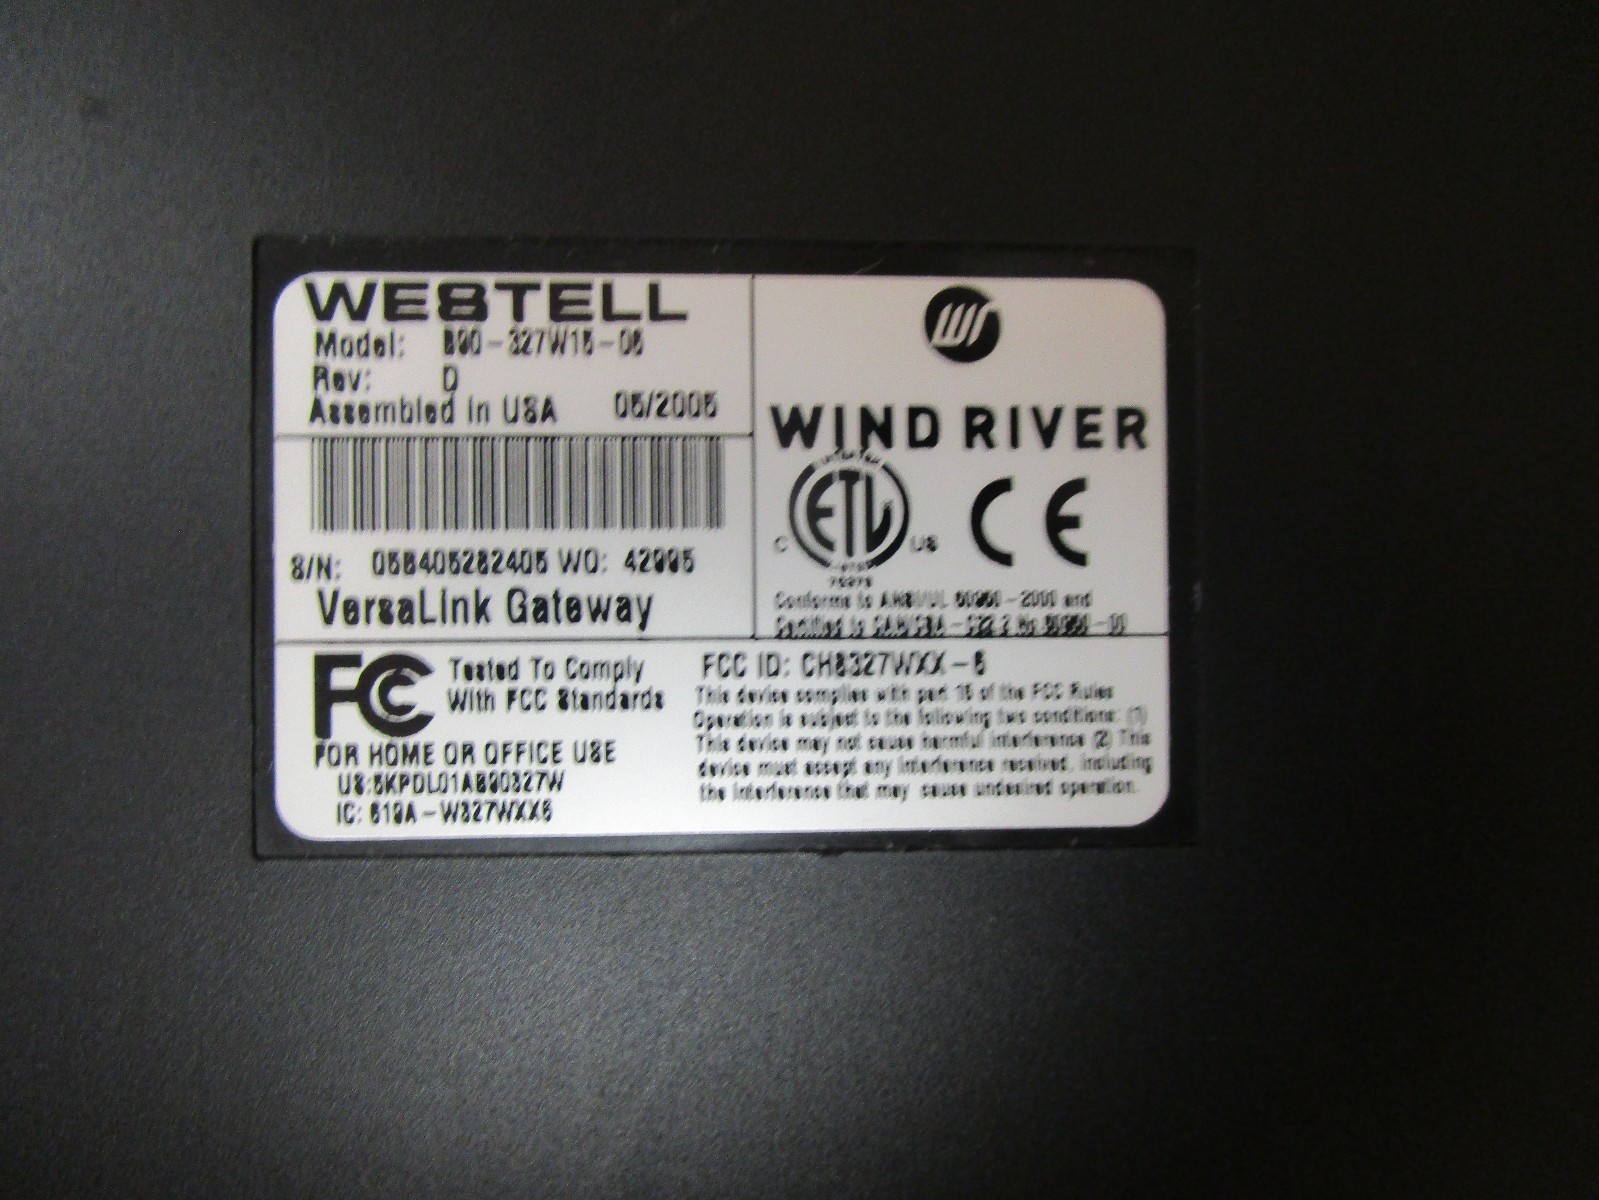 WESTELL
Model: B90-327W15-06
Rev: D
Assembled in USA 05/2005
S/N: 05B405282405 WO: 42995
VersaLink Gateway
WIND RIVER
ETL
C US
CE
Conforms to ANSI/UL 60950-2000 and
Certified to CAN/CSA - C22.2 No. 60950-00
FC Tested To Comply
With FCC Standards
FOR HOME OR OFFICE USE
US:5KPDL01AB90327W
IC: 619A-W327WXX6
FCC ID: CH8327WXX-6
This device complies with part 15 of the FCC Rules
Operation is subject to the following two conditions: (1)
This device may not cause harmful interference (2) This
device must accept any interference received, including
the interference that may cause undesired operation.